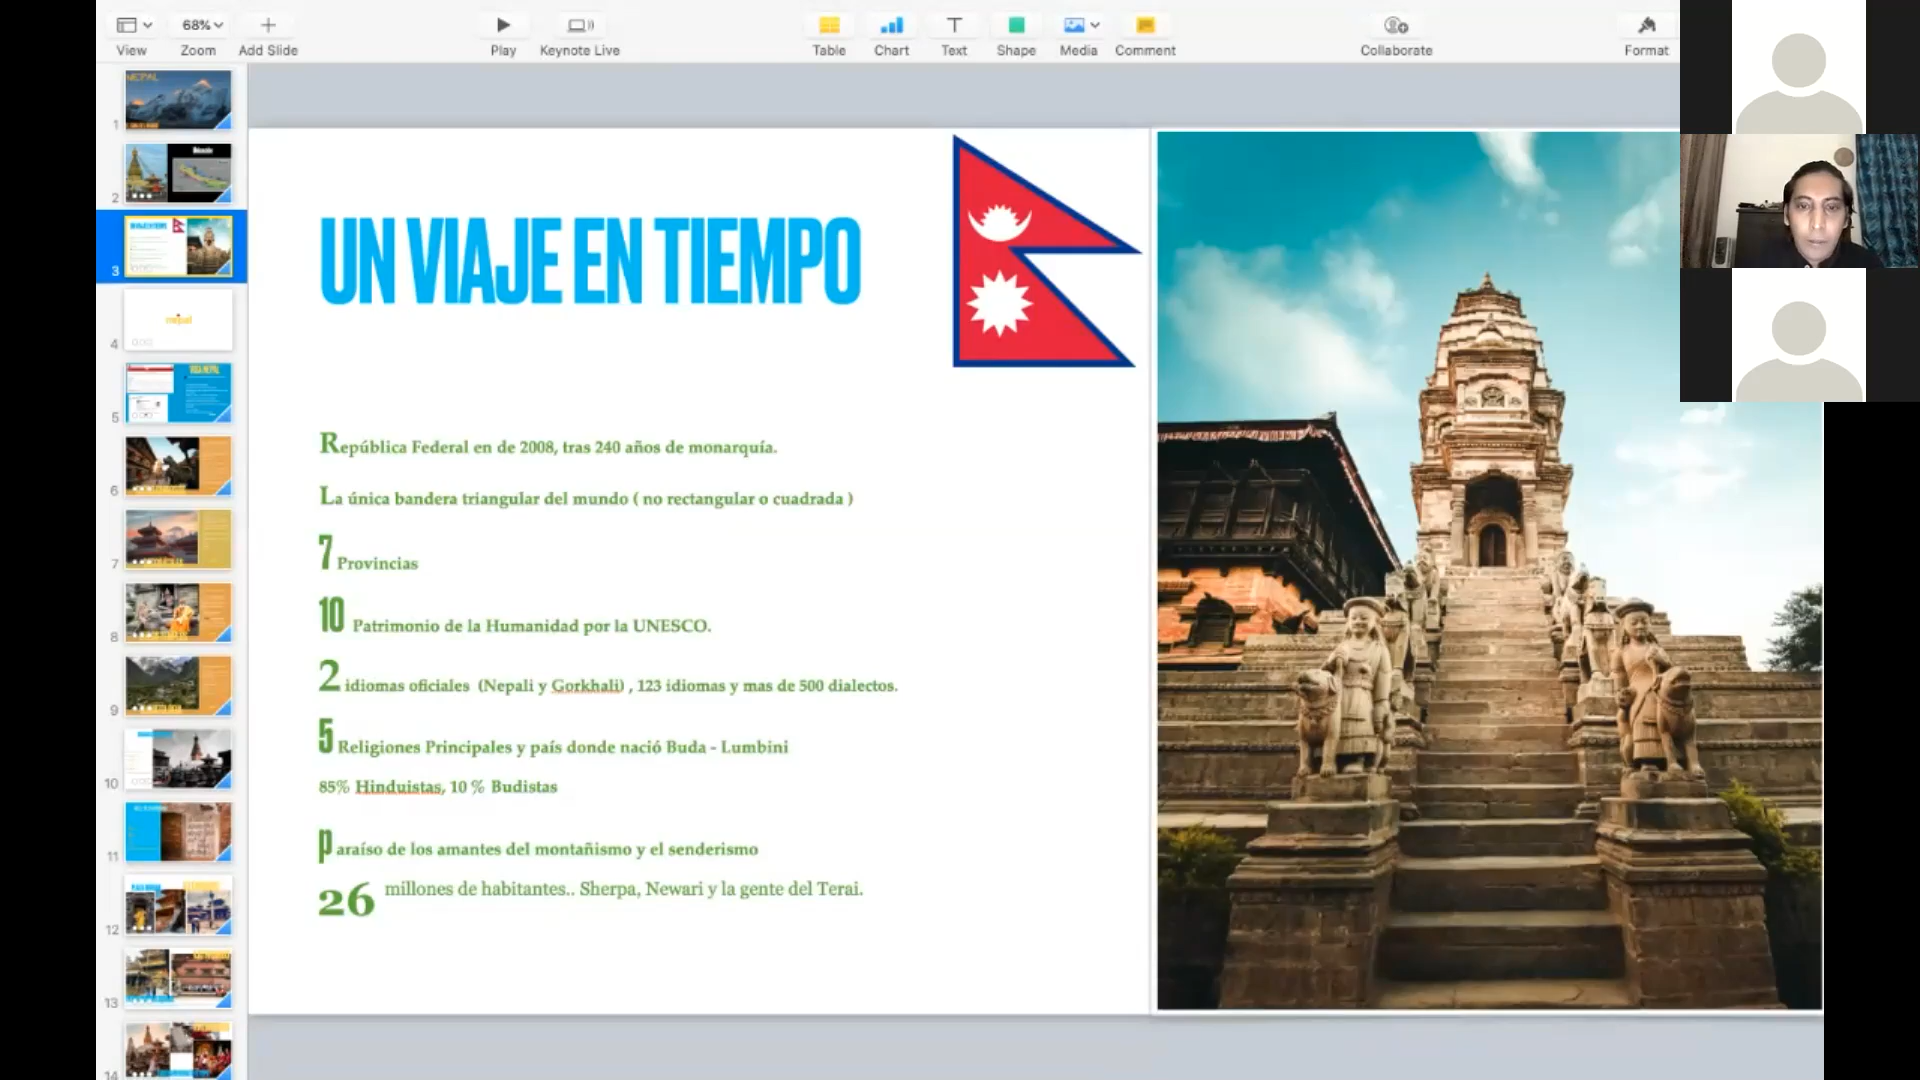 68%
View
Zoom
Add Slide
Play
Keynote Live
Table
Chart
Text
Shape
Media
Comment
Collaborate
Format
NEPAL
1
2
3
nepal
4
VISA NEPAL
5
6
7
8
9
10
11
12
13
14
UN VIAJE EN TIEMPO
República Federal en de 2008, tras 240 años de monarquía.
La única bandera triangular del mundo ( no rectangular o cuadrada )
7 Provincias
10 Patrimonio de la Humanidad por la UNESCO.
2 idiomas oficiales (Nepali y Gorkhali) , 123 idiomas y mas de 500 dialectos.
5 Religiones Principales y país donde nació Buda - Lumbini
85% Hinduistas, 10 % Budistas
paraíso de los amantes del montañismo y el senderismo
26 millones de habitantes.. Sherpa, Newari y la gente del Terai.